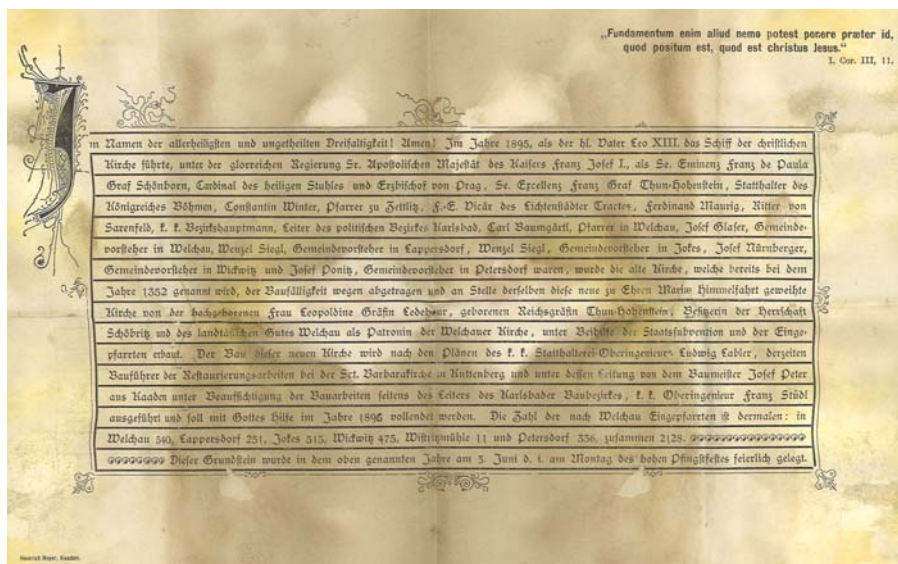 „Fundamentum enim aliud nemo potest ponere præter id,
quod positum est, quod est christus Jesus.“
I. Cor. III, 11.
Im Namen der allerheiligsten und ungetheilten Dreifaltigkeit! Amen! Im Jahre 1895, als der hl. Vater Leo XIII. das Schiff der christlichen
Kirche führte, unter der glorreichen Regierung Sr. Apostolischen Majestät des Kaisers Franz Josef I., als Se. Eminenz Franz de Paula
Graf Schönborn, Cardinal des heiligen Stuhles und Erzbischof von Prag, Se. Excellenz Franz Graf Thun-Hohenstein, Statthalter des
Königreiches Böhmen, Constantin Winter, Pfarrer zu Zettlitz, F.-E. Vicär des Lichtenstädter Tractes, Ferdinand Maurig, Ritter von
Sarenfeld, k. k. Bezirkshauptmann, Leiter des politischen Bezirkes Karlsbad, Carl Baumgärtl, Pfarrer in Welchau, Josef Glaser, Gemeinde-
vorsteher in Welchau, Wenzel Siegl, Gemeindevorsteher in Lappersdorf, Wenzel Siegl, Gemeindevorsteher in Jokes, Josef Nürnberger,
Gemeindevorsteher in Wickwitz und Josef Ponitz, Gemeindevorsteher in Petersdorf waren, wurde die alte Kirche, welche bereits bei dem
Jahre 1352 genannt wird, der Baufälligkeit wegen abgetragen und an Stelle derselben diese neue zu Ehren Mariæ Himmelfahrt geweihte
Kirche von der hochgeborenen Frau Leopoldine Gräfin Ledebour, geborenen Reichsgräfin Thun-Hohenstein, Besitzerin der Herrschaft
Schöbritz und des landtäflichen Gutes Welchau als Patronin der Welchauer Kirche, unter Beihilfe der Staatssubvention und der Einge-
pfarrten erbaut. Der Bau dieser neuen Kirche wird nach den Plänen des k. k. Statthalterei-Oberingenieurs Ludwig Labler, derzeiten
Bauführer der Restaurierungsarbeiten bei der Sct. Barbarakirche in Kuttenberg und unter dessen Leitung von dem Baumeister Josef Peter
aus Kaaden unter Beaufsichtigung der Bauarbeiten seitens des Leiters des Karlsbader Baubezirkes, k. k. Oberingenieur Franz Stüdl
ausgeführt und soll mit Gottes Hilfe im Jahre 1896 vollendet werden. Die Zahl der nach Welchau Eingepfarrten ist dermalen: in
Welchau 540, Lappersdorf 251, Jokes 515, Wickwitz 475, Wistritzmühle 11 und Petersdorf 336, zusammen 2128.
Dieser Grundstein wurde in dem oben genannten Jahre am 3. Juni d. i. am Montag des hohen Pfingstfestes feierlich gelegt.
Heinrich Mayer, Kaaden.